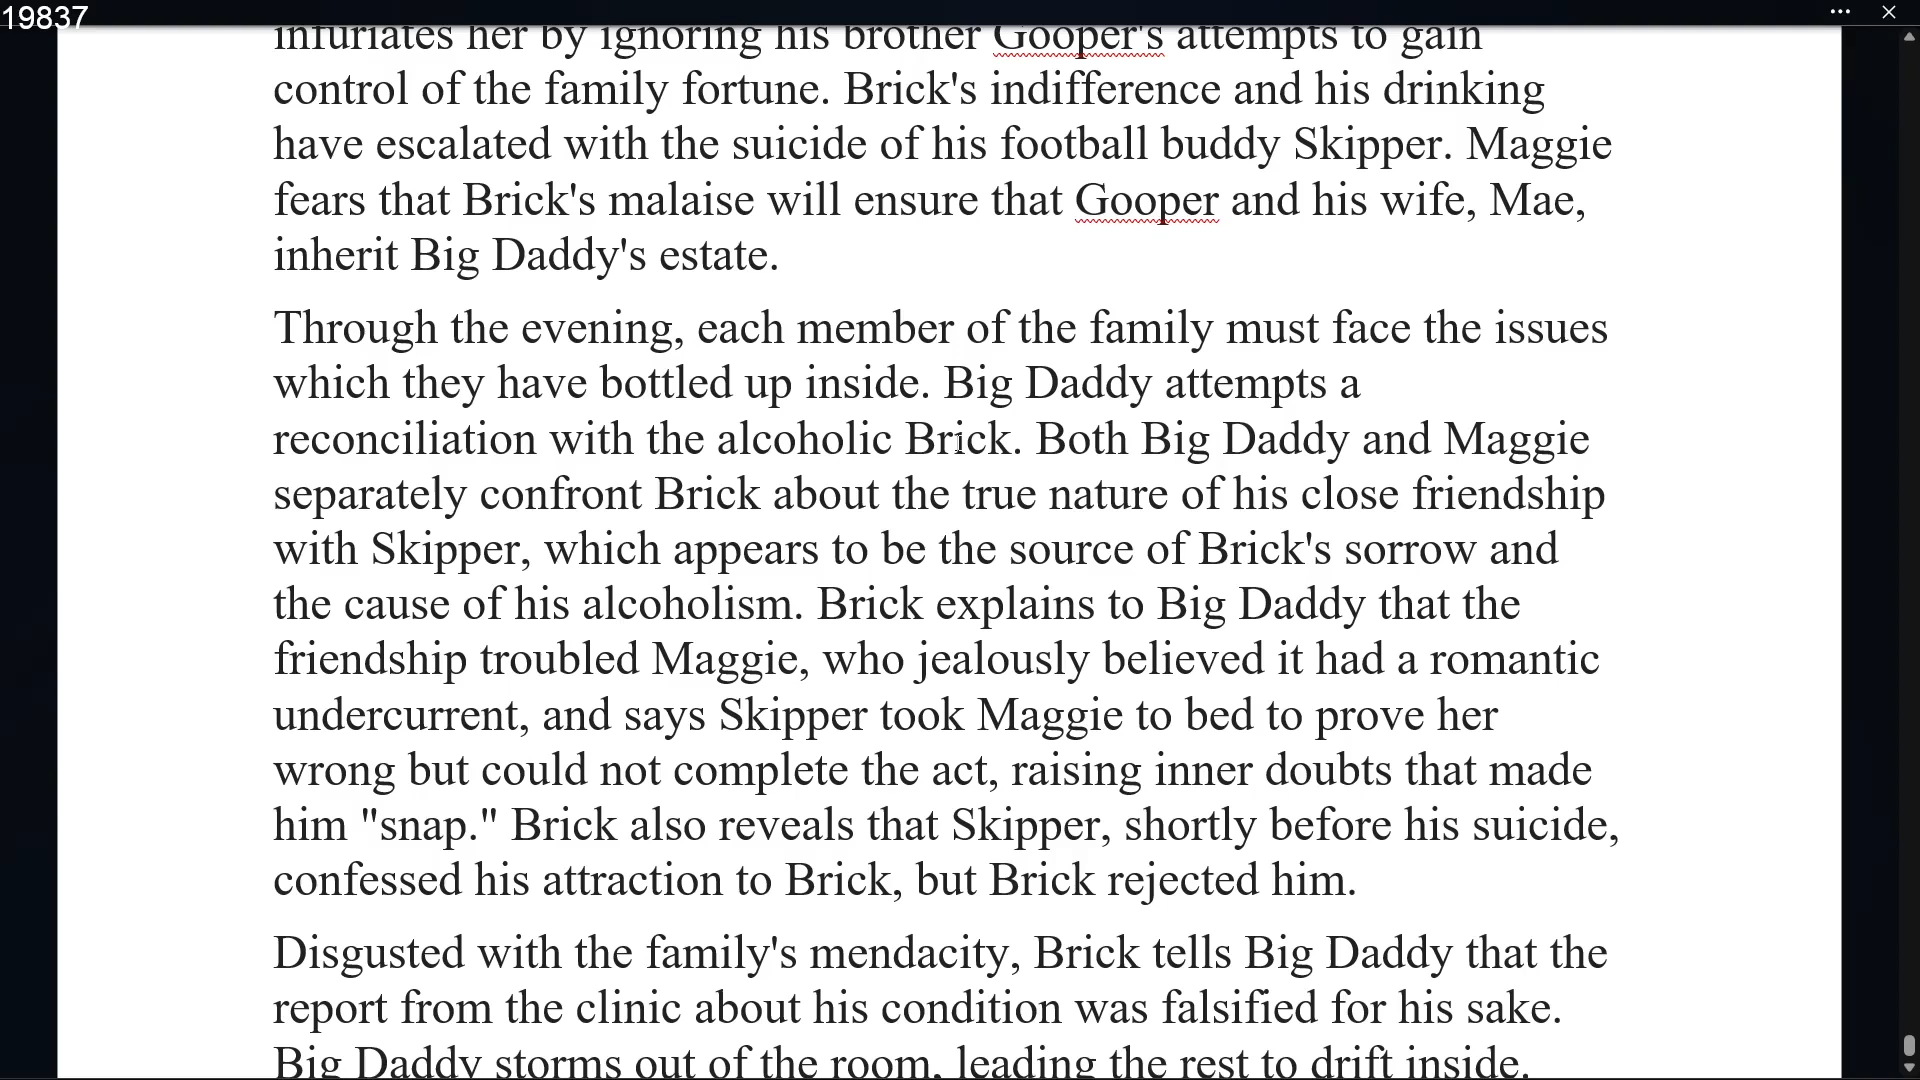 19837
infuriates her by ignoring his brother Gooper's attempts to gain
control of the family fortune. Brick's indifference and his drinking
have escalated with the suicide of his football buddy Skipper. Maggie
fears that Brick's malaise will ensure that Gooper and his wife, Mae,
inherit Big Daddy's estate.
Through the evening, each member of the family must face the issues
which they have bottled up inside. Big Daddy attempts a
reconciliation with the alcoholic Brick. Both Big Daddy and Maggie
separately confront Brick about the true nature of his close friendship
with Skipper, which appears to be the source of Brick's sorrow and
the cause of his alcoholism. Brick explains to Big Daddy that the
friendship troubled Maggie, who jealously believed it had a romantic
undercurrent, and says Skipper took Maggie to bed to prove her
wrong but could not complete the act, raising inner doubts that made
him "snap." Brick also reveals that Skipper, shortly before his suicide,
confessed his attraction to Brick, but Brick rejected him.
Disgusted with the family's mendacity, Brick tells Big Daddy that the
report from the clinic about his condition was falsified for his sake.
Big Daddy storms out of the room, leading the rest to drift inside.